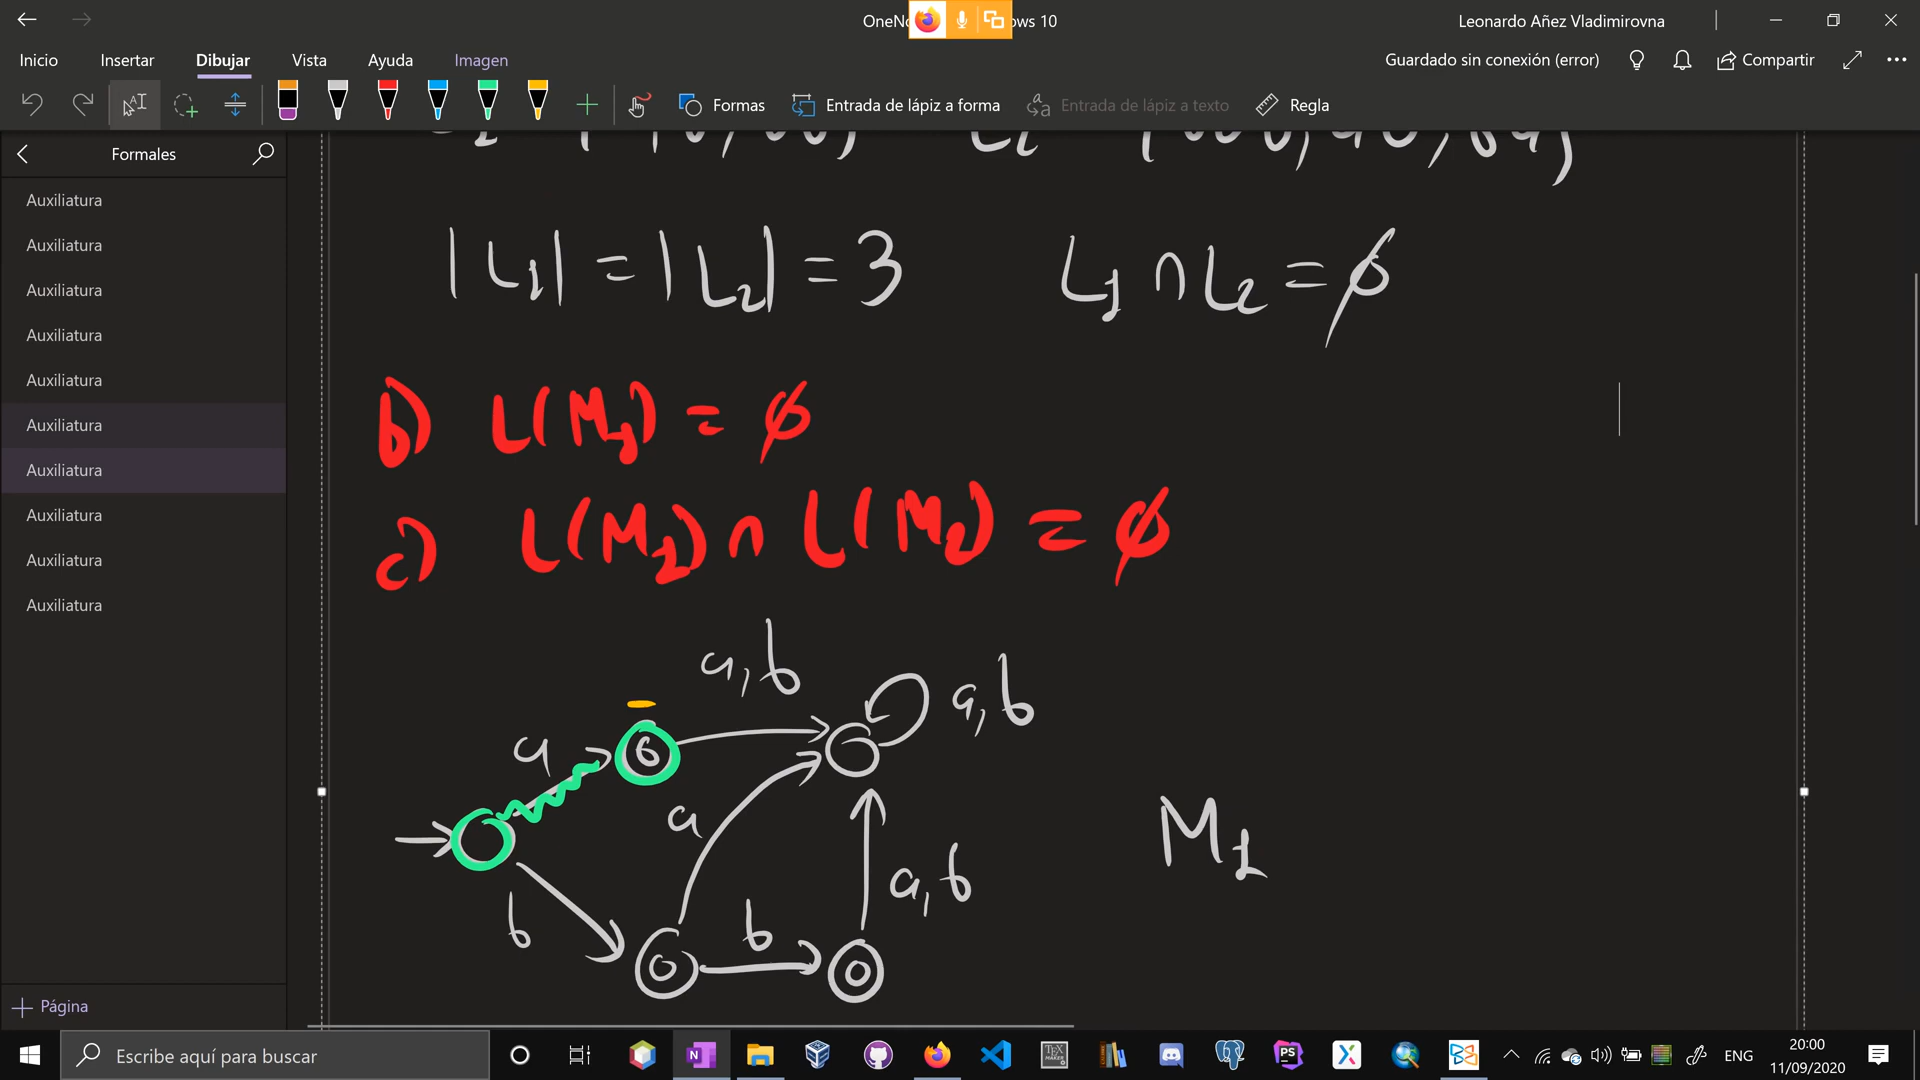 OneNo
ows 10
Leonardo Añez Vladimirovna
Inicio
Insertar
Dibujar
Vista
Ayuda
Imagen
Guardado sin conexión (error)
Compartir
Formas
Entrada de lápiz a forma
Entrada de lápiz a texto
Regla
Formales
Auxiliatura
Auxiliatura
Auxiliatura
Auxiliatura
Auxiliatura
Auxiliatura
Auxiliatura
Auxiliatura
Auxiliatura
Auxiliatura
Página
|L₁| = |L₂| = 3
L₁ ∩ L₂ = ϕ
b) L(M₁) = ϕ
c) L(M₁) ∩ L(M₂) = ϕ
a, b
a, b
a
a
b
b
a, b
M₁
Escribe aquí para buscar
ENG
20:00
11/09/2020